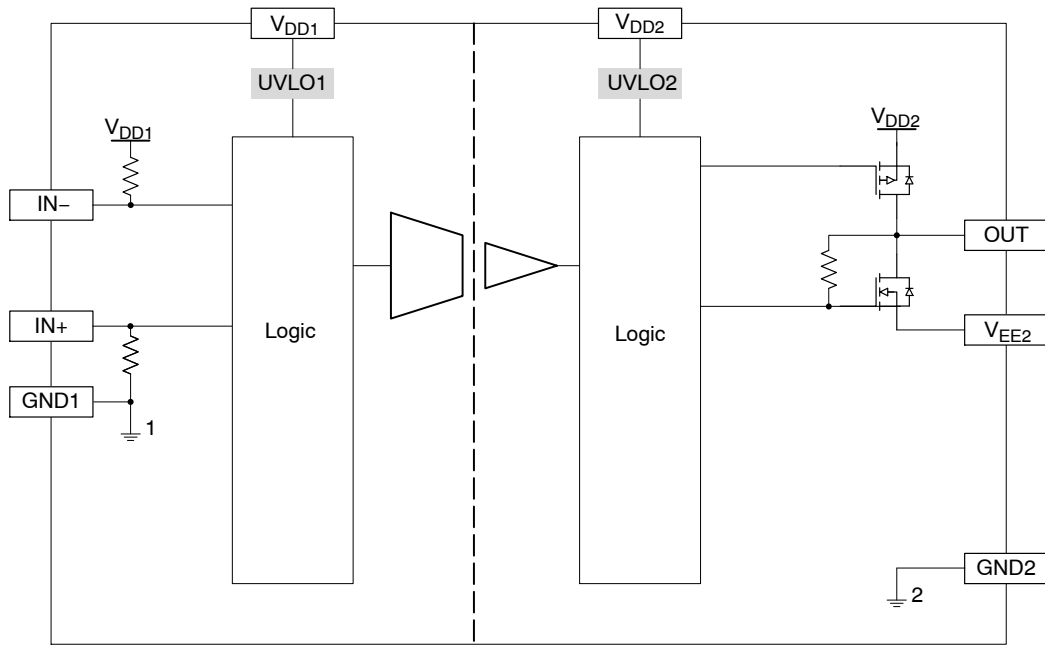 VDD1
VDD2
UVLO1
UVLO2
VDD1
VDD2
IN−
OUT
IN+
Logic
Logic
VEE2
GND1
1
GND2
2